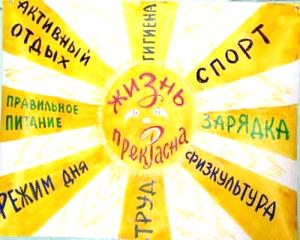 АКТИВНЫЙ
ОТДЫХ
ГИГИЕНА
СПОРТ
ПРАВИЛЬНОЕ
ПИТАНИЕ
ЖИЗНЬ
ПРЕКРАСНА
ЗАРЯДКА
РЕЖИМ ДНЯ
ТРУД
ФИЗКУЛЬТУРА